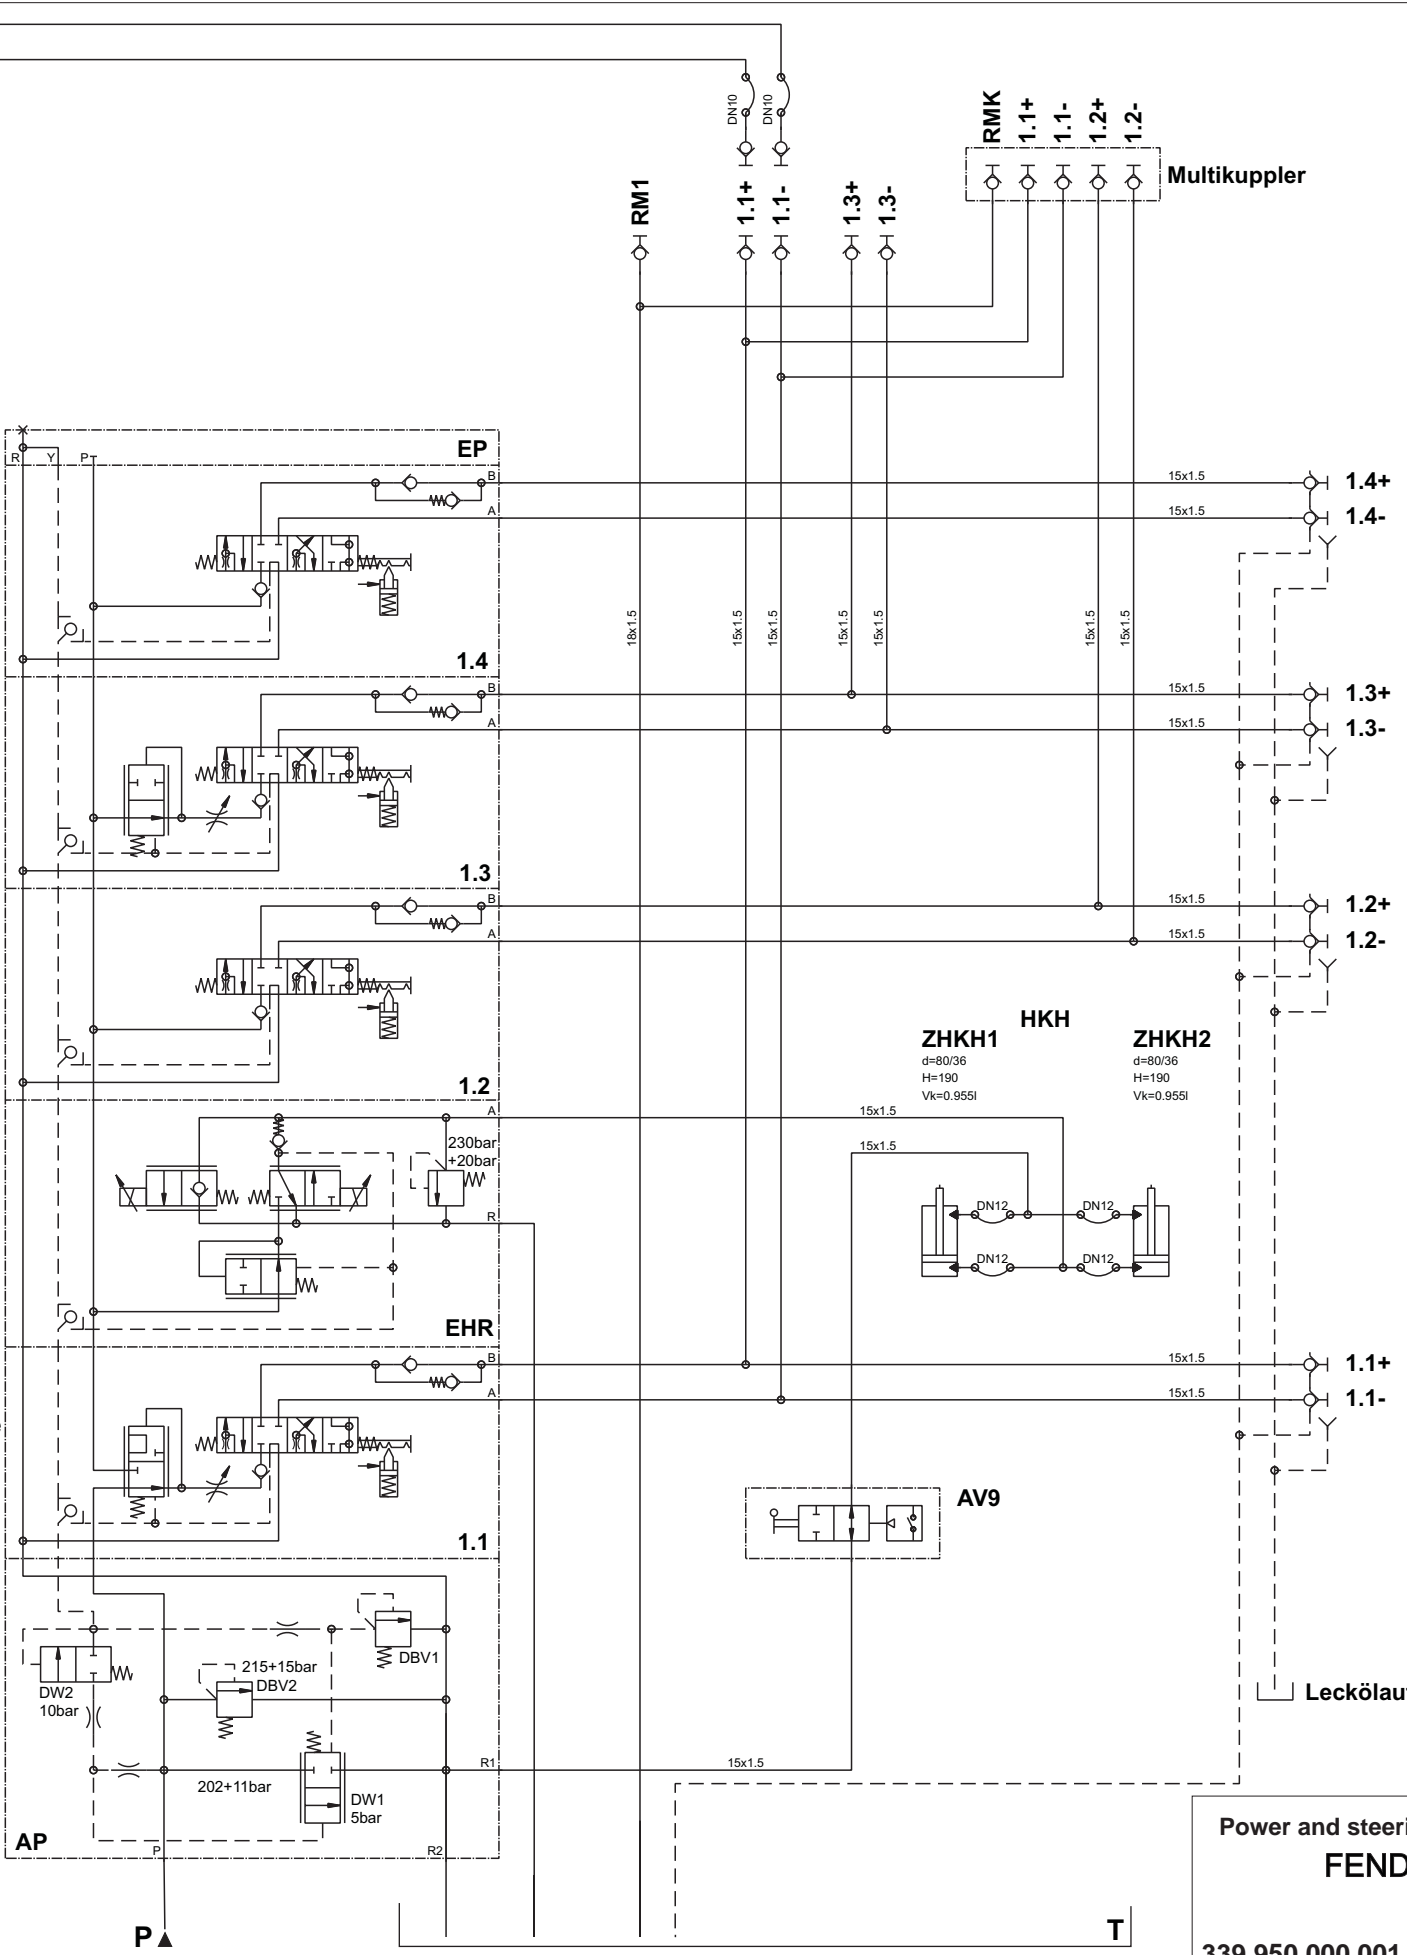 DN10
DN10
RMK
1.1+
1.1-
1.2+
1.2-
Multikuppler
RM1
1.1+
1.1-
1.3+
1.3-
R
Y
P
EP
B
15x1.5
1.4+
A
15x1.5
1.4-
18x1.5
15x1.5
15x1.5
15x1.5
15x1.5
15x1.5
15x1.5
1.4
B
15x1.5
1.3+
A
15x1.5
1.3-
1.3
B
15x1.5
1.2+
A
15x1.5
1.2-
HKH
ZHKH1
d=80/36
H=190
Vk=0.955l
ZHKH2
d=80/36
H=190
Vk=0.955l
1.2
A
15x1.5
230bar
+20bar
15x1.5
R
DN12
DN12
DN12
DN12
EHR
B
15x1.5
1.1+
A
15x1.5
1.1-
AV9
1.1
DBV1
215+15bar
DBV2
DW2
10bar
Leckölau
R1
15x1.5
202+11bar
DW1
5bar
AP
P
R2
Power and steeri
FEND
P
T
339.950.000.001